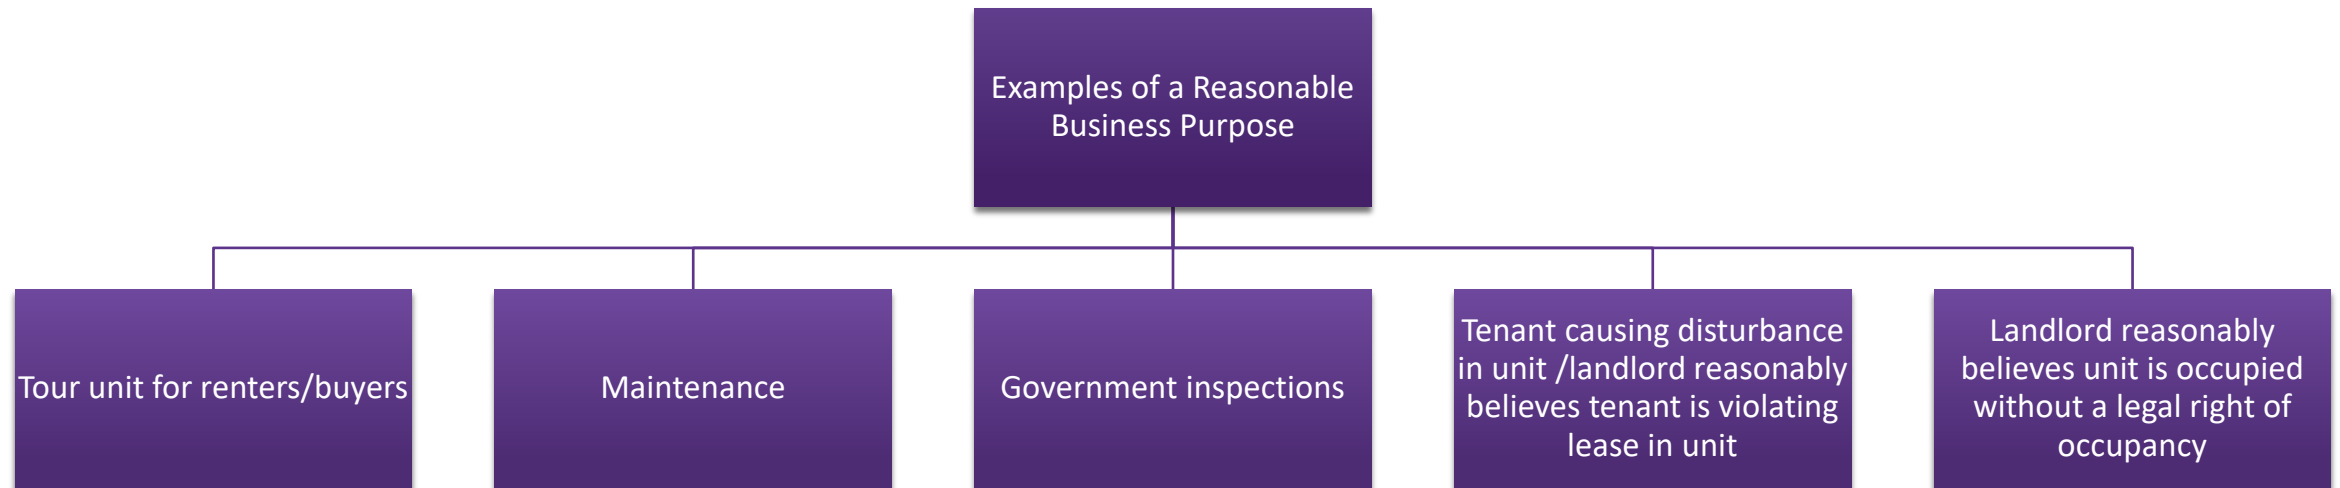 Examples of a Reasonable
Business Purpose
Tour unit for renters/buyers
Maintenance
Government inspections
Tenant causing disturbance
in unit /landlord reasonably
believes tenant is violating
lease in unit
Landlord reasonably
believes unit is occupied
without a legal right of
occupancy